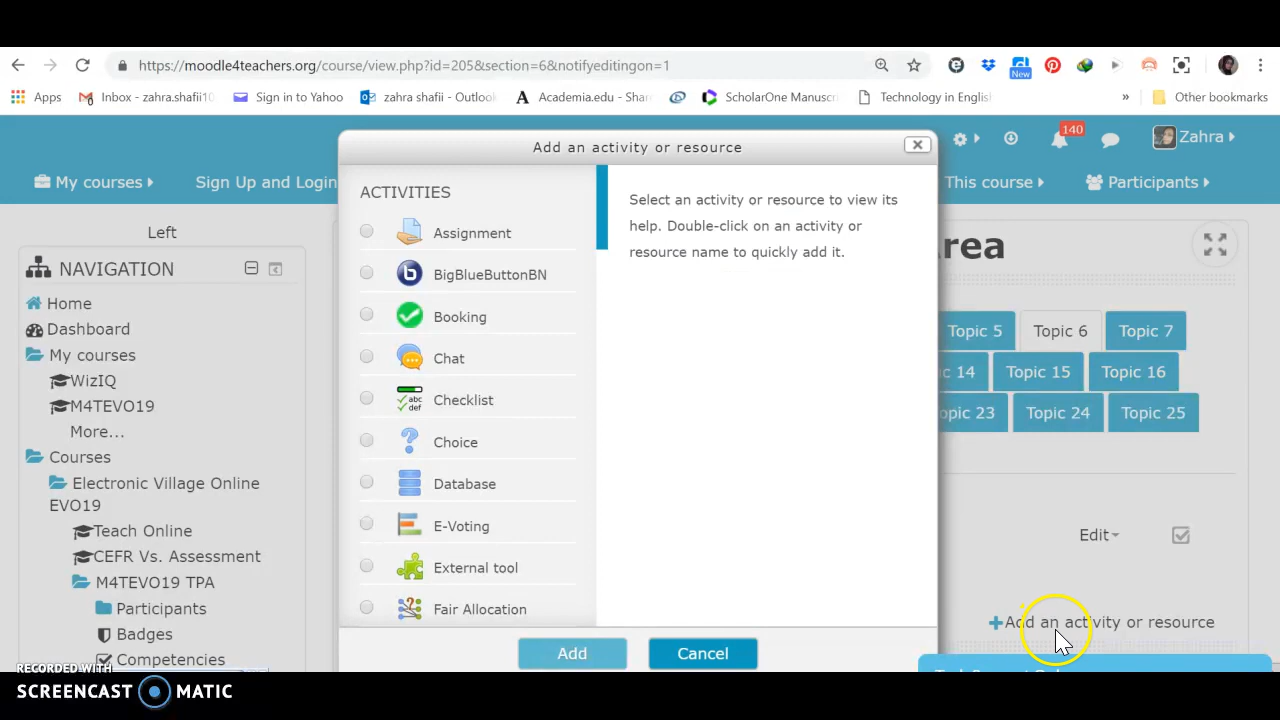 https://moodle4teachers.org/course/view.php?id=205&section=6&notifyeditingon=1
New
Apps
Inbox - zahra.shafii10
Sign in to Yahoo
zahra shafii - Outlook
Academia.edu - Shar
ScholarOne Manuscr
Technology in Englis
»
Other bookmarks
140
Zahra
My courses
Sign Up and Login
This course
Participants
Add an activity or resource
Left
NAVIGATION
Home
Dashboard
My courses
WizIQ
M4TEVO19
More...
Courses
Electronic Village Online
EVO19
Teach Online
CEFR Vs. Assessment
M4TEVO19 TPA
Participants
Badges
Competencies
ACTIVITIES
Assignment
BigBlueButtonBN
Booking
Chat
Checklist
abc
def
Choice
Database
E-Voting
External tool
Fair Allocation
Select an activity or resource to view its
help. Double-click on an activity or
resource name to quickly add it.
Add
Cancel
rea
Topic 5
Topic 6
Topic 7
ic 14
Topic 15
Topic 16
opic 23
Topic 24
Topic 25
Edit
Add an activity or resource
RECORDED WITH
SCREENCAST MATIC